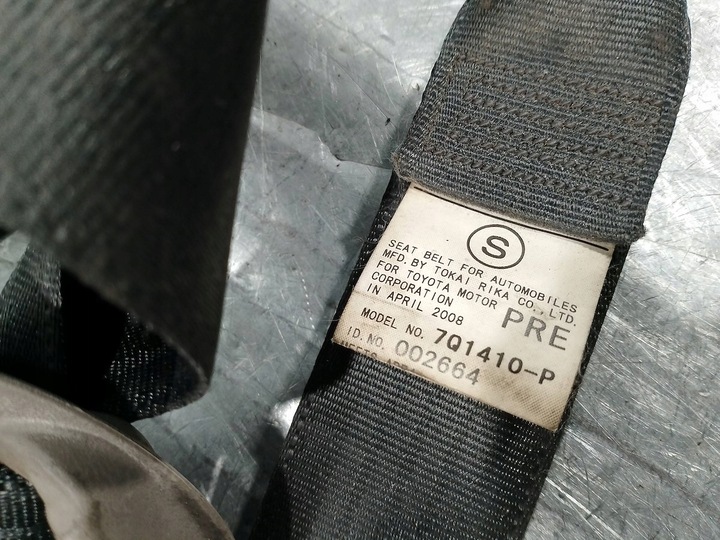 S
SEAT BELT FOR AUTOMOBILES
MFD. BY TOKAI RIKA CO., LTD.
FOR TOYOTA MOTOR
CORPORATION
IN APRIL 2008 PRE
MODEL NO. 7Q1410-P
ID. NO. 002664
MEETS